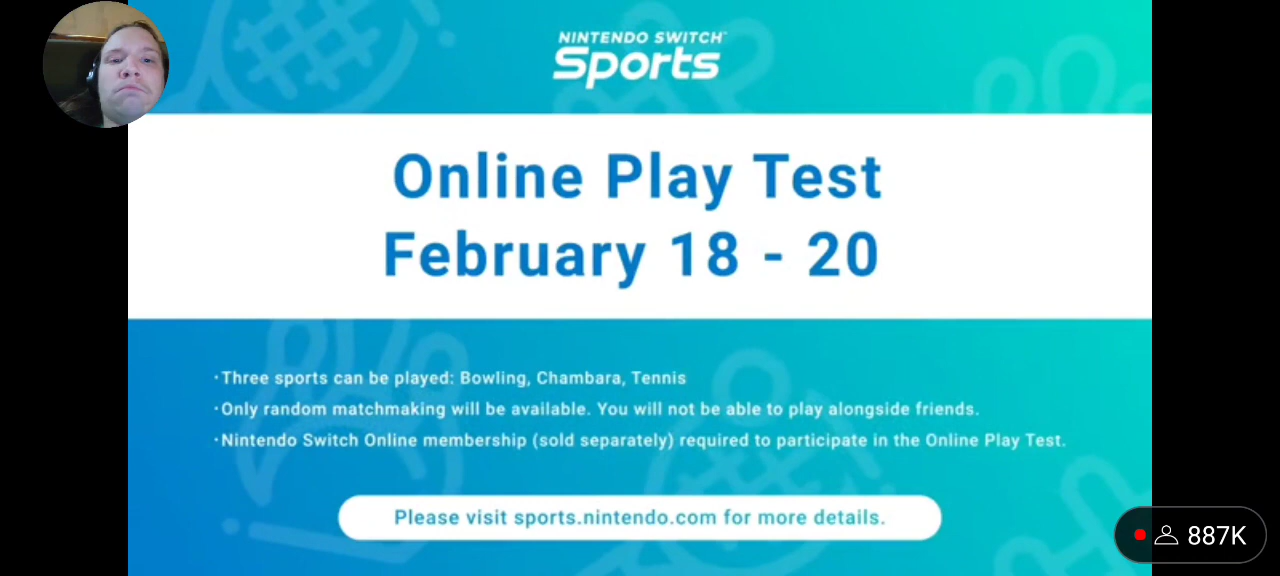 NINTENDO SWITCH
Sports
Online Play Test
February 18 - 20
·Three sports can be played: Bowling, Chambara, Tennis
·Only random matchmaking will be available. You will not be able to play alongside friends.
·Nintendo Switch Online membership (sold separately) required to participate in the Online Play Test.
Please visit sports.nintendo.com for more details.
887K